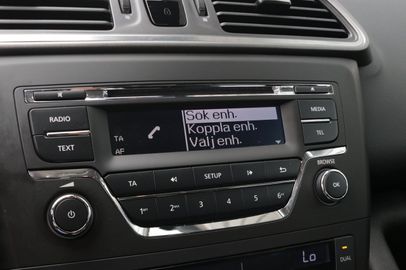 RADIO
TEXT
TA
AF
Sök enh.
Koppla enh.
Välj enh.
MEDIA
TEL
TA
SETUP
BROWSE
1
2
3
4
5
6
OK
Lo
DUAL